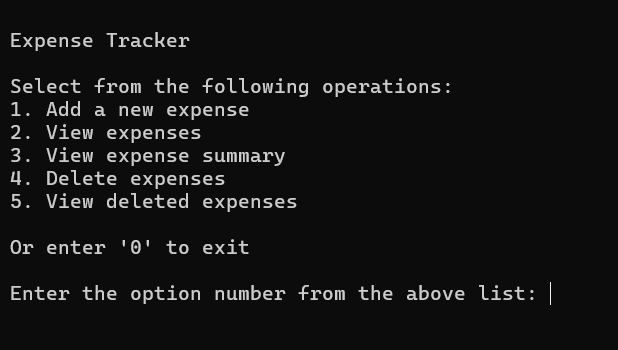 Expense Tracker
Select from the following operations:
1. Add a new expense
2. View expenses
3. View expense summary
4. Delete expenses
5. View deleted expenses
Or enter '0' to exit
Enter the option number from the above list: